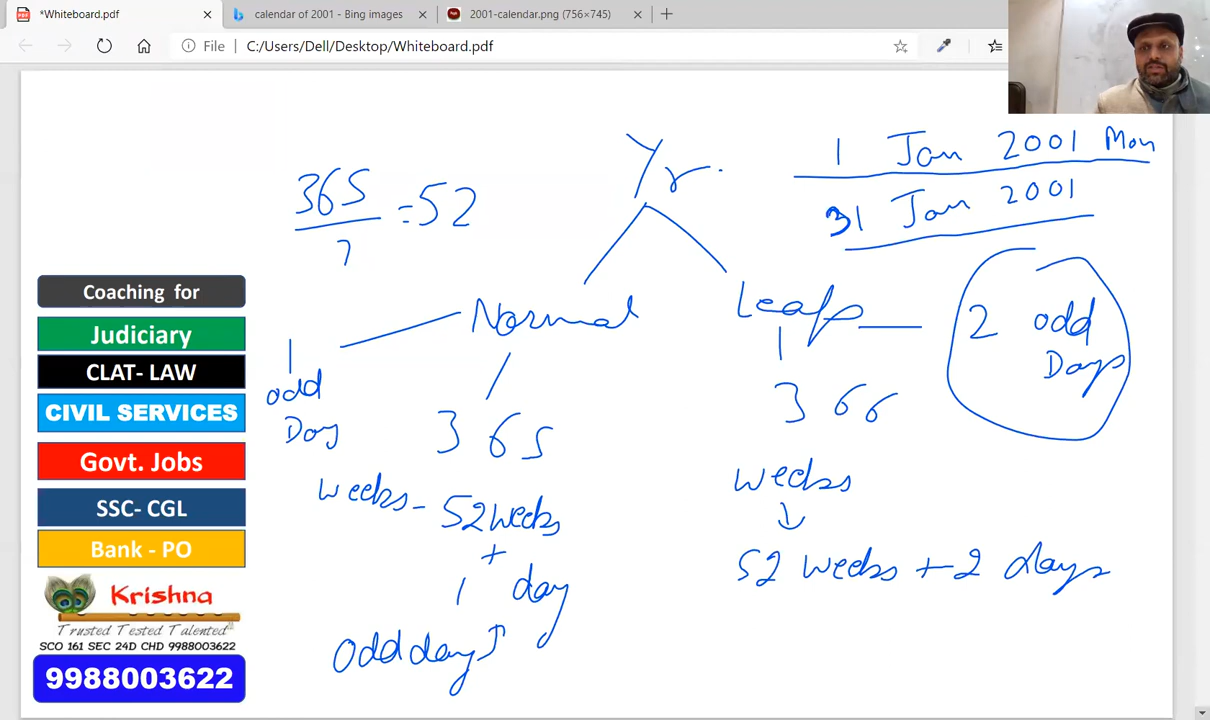 *Whiteboard.pdf
calendar of 2001 - Bing images
2001-calendar.png (756×745)
File
C:/Users/Dell/Desktop/Whiteboard.pdf
1 Jan 2001 Mon
31 Jan 2001
Yr.
365
7
=52
Normal
Leap
2 odd
Days
1
odd
Day
365
366
weeks - 52 weeks
+
1 day
odd day
weeks
52 weeks + 2 days
Coaching for
Judiciary
CLAT- LAW
CIVIL SERVICES
Govt. Jobs
SSC- CGL
Bank - PO
Krishna
Trusted Tested Talented
SCO 161 SEC 24D CHD 9988003622
9988003622